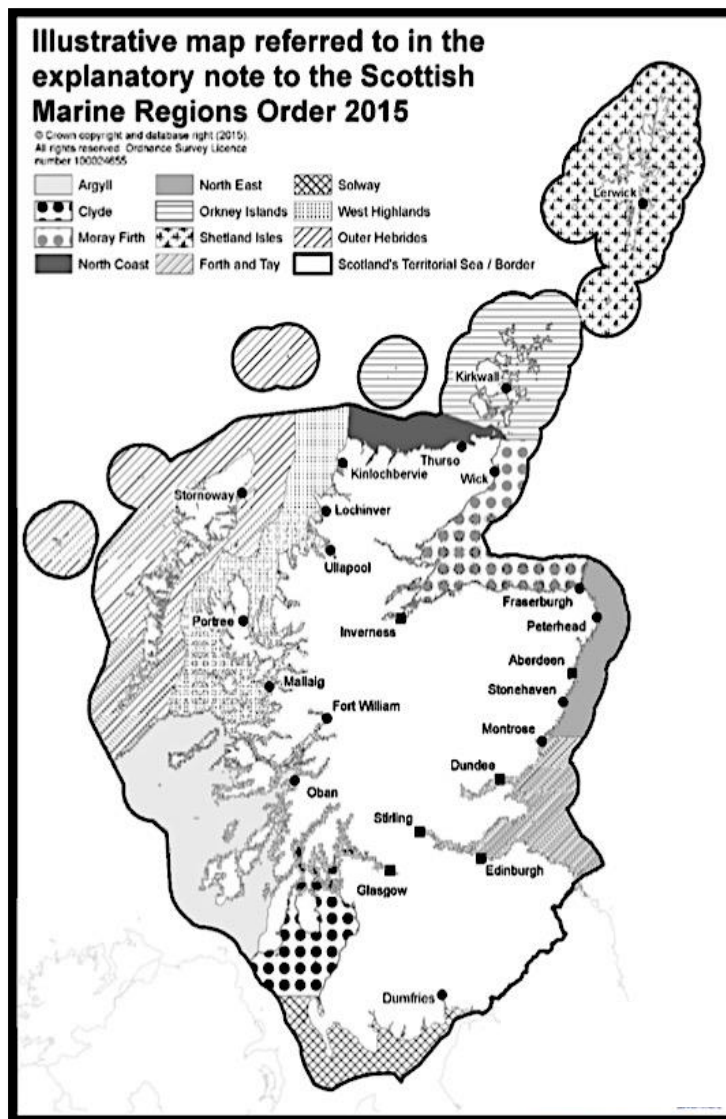 Illustrative map referred to in the
explanatory note to the Scottish
Marine Regions Order 2015
© Crown copyright and database right (2015).
All rights reserved. Ordnance Survey Licence
number 100024655
Argyll North East Solway
Clyde Orkney Islands West Highlands
Moray Firth Shetland Isles Outer Hebrides
North Coast Forth and Tay Scotland's Territorial Sea / Border
Lerwick
Kirkwall
Thurso
Kinlochbervie
Wick
Stornoway
Lochinver
Ullapool
Fraserburgh
Portree
Inverness
Peterhead
Aberdeen
Mallaig
Stonehaven
Fort William
Montrose
Dundee
Oban
Stirling
Edinburgh
Glasgow
Dumfries